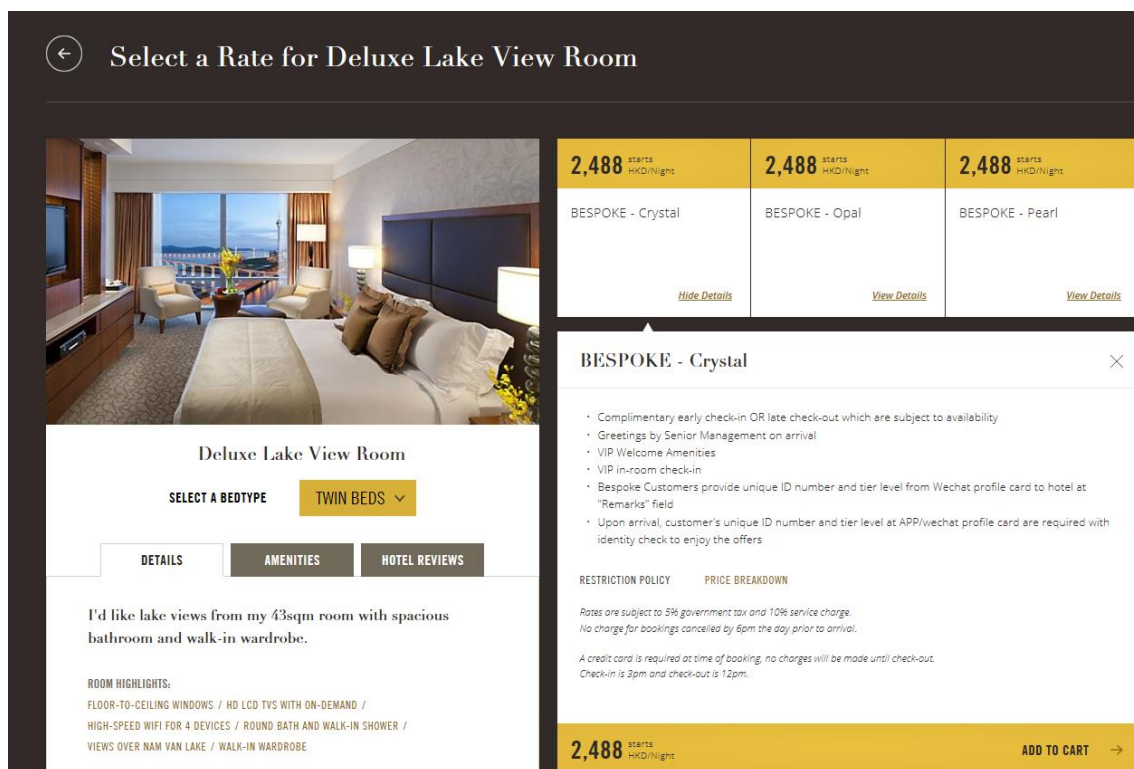 Select a Rate for Deluxe Lake View Room
2,488 starts HKD/Night
BESPOKE - Crystal
Hide Details
2,488 starts HKD/Night
BESPOKE - Opal
View Details
2,488 starts HKD/Night
BESPOKE - Pearl
View Details
Deluxe Lake View Room
SELECT A BEDTYPE
TWIN BEDS
DETAILS
AMENITIES
HOTEL REVIEWS
I'd like lake views from my 43sqm room with spacious
bathroom and walk-in wardrobe.
ROOM HIGHLIGHTS:
FLOOR-TO-CEILING WINDOWS / HD LCD TVS WITH ON-DEMAND /
HIGH-SPEED WIFI FOR 4 DEVICES / ROUND BATH AND WALK-IN SHOWER /
VIEWS OVER NAM VAN LAKE / WALK-IN WARDROBE
BESPOKE - Crystal
• Complimentary early check-in OR late check-out which are subject to availability
• Greetings by Senior Management on arrival
• VIP Welcome Amenities
• VIP in-room check-in
• Bespoke Customers provide unique ID number and tier level from Wechat profile card to hotel at
"Remarks" field
• Upon arrival, customer's unique ID number and tier level at APP/wechat profile card are required with
identity check to enjoy the offers
RESTRICTION POLICY
PRICE BREAKDOWN
Rates are subject to 5% government tax and 10% service charge.
No charge for bookings cancelled by 6pm the day prior to arrival.
A credit card is required at time of booking, no charges will be made until check-out.
Check-in is 3pm and check-out is 12pm.
2,488 starts HKD/Night
ADD TO CART